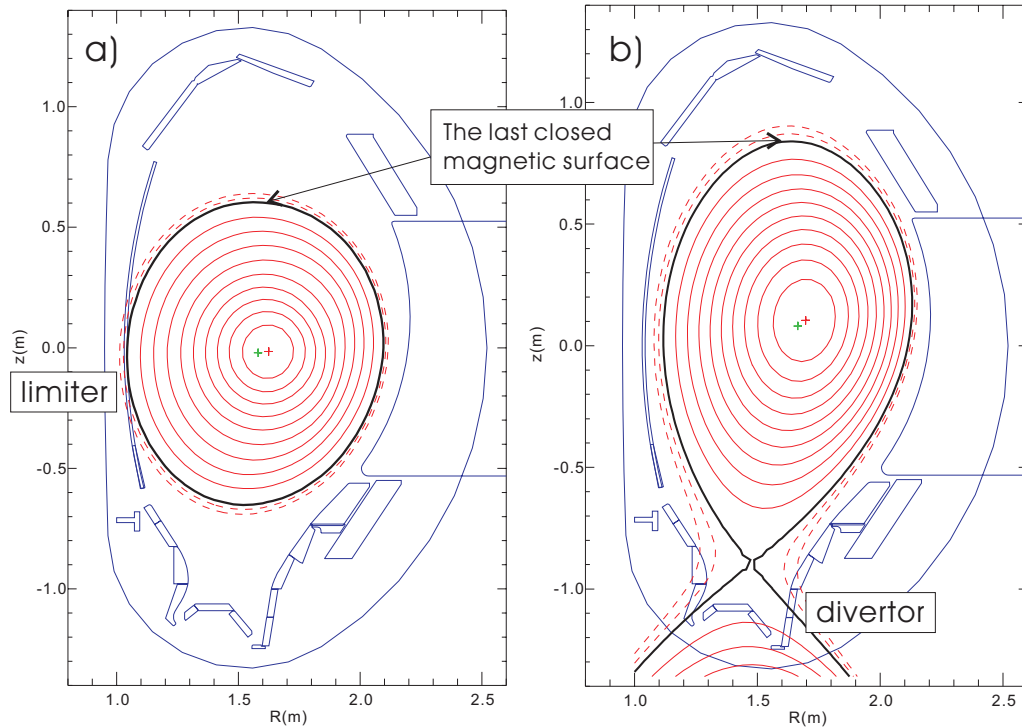 a)
b)
The last closed
magnetic surface
limiter
divertor
1.0
0.5
0.0
-0.5
-1.0
z(m)
1.0
1.5
2.0
2.5
R(m)
1.0
0.5
0.0
-0.5
-1.0
z(m)
1.0
1.5
2.0
2.5
R(m)